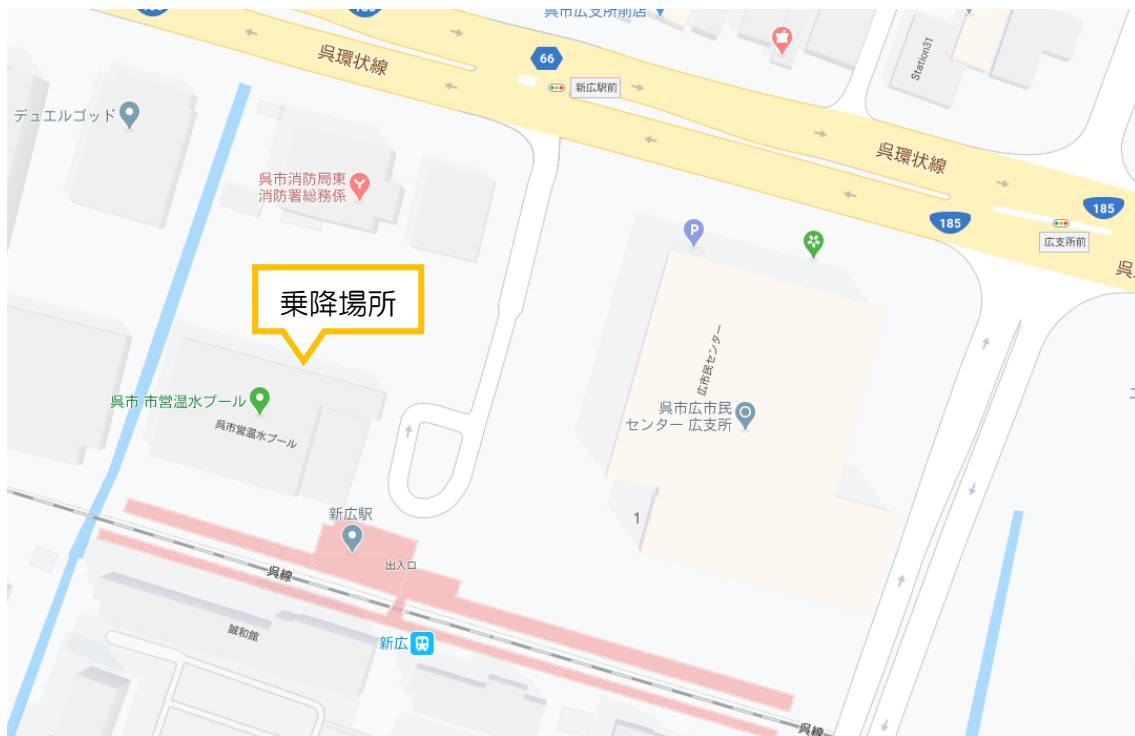 呉市広支所前店
185
185
66
新広駅前
呉環状線
Station31
デュエルゴッド
呉環状線
呉市消防局東
消防署総務係
P
185
185
広支所前
乗降場所
広市民センター
呉市 市営温水プール
呉市営温水プール
呉市広市民
センター 広支所
新広駅
1
出入口
呉線
誠和館
新広
呉線